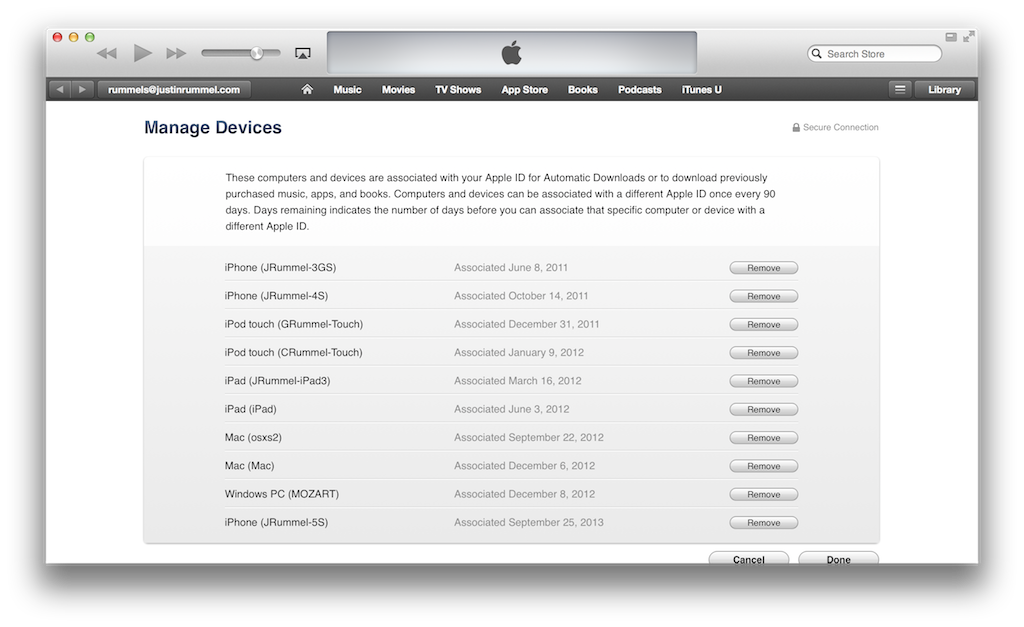 Search Store
rummels@justinrummel.com Music Movies TV Shows App Store Books Podcasts iTunes U Library
Manage Devices
Secure Connection
These computers and devices are associated with your Apple ID for Automatic Downloads or to download previously
purchased music, apps, and books. Computers and devices can be associated with a different Apple ID once every 90
days. Days remaining indicates the number of days before you can associate that specific computer or device with a
different Apple ID.
iPhone (JRummel-3GS) Associated June 8, 2011 Remove
iPhone (JRummel-4S) Associated October 14, 2011 Remove
iPod touch (GRummel-Touch) Associated December 31, 2011 Remove
iPod touch (CRummel-Touch) Associated January 9, 2012 Remove
iPad (JRummel-iPad3) Associated March 16, 2012 Remove
iPad (iPad) Associated June 3, 2012 Remove
Mac (osxs2) Associated September 22, 2012 Remove
Mac (Mac) Associated December 6, 2012 Remove
Windows PC (MOZART) Associated December 8, 2012 Remove
iPhone (JRummel-5S) Associated September 25, 2013 Remove
Cancel Done